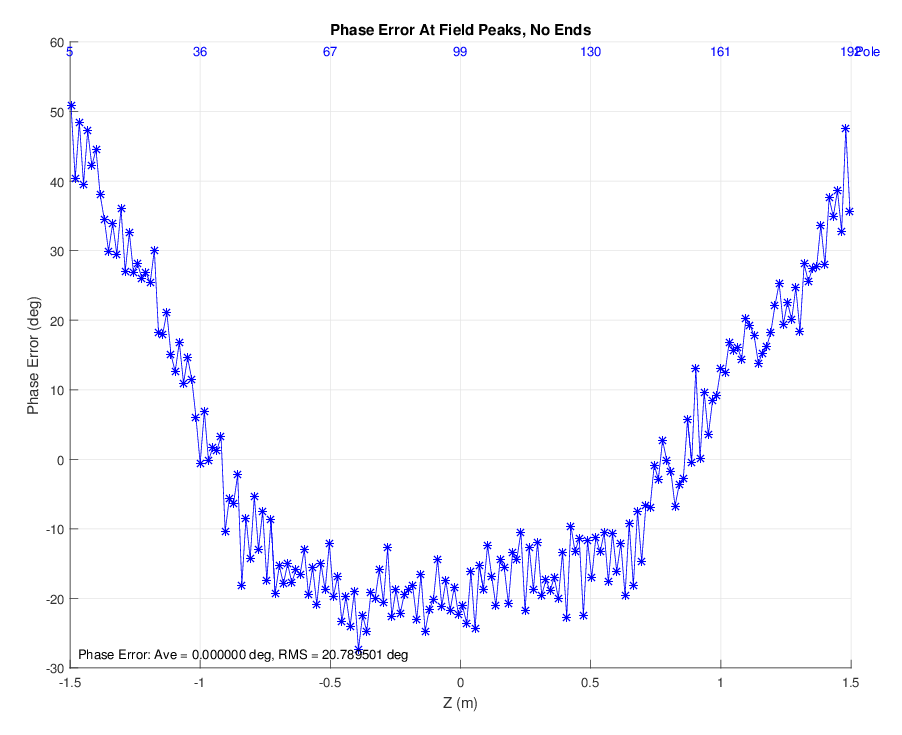 Phase Error At Field Peaks, No Ends
5 36 67 99 130 161 192 Pole
60
50
40
30
20
10
0
-10
-20
-30
Phase Error (deg)
Phase Error: Ave = 0.000000 deg, RMS = 20.789501 deg
-1.5 -1 -0.5 0 0.5 1 1.5
Z (m)